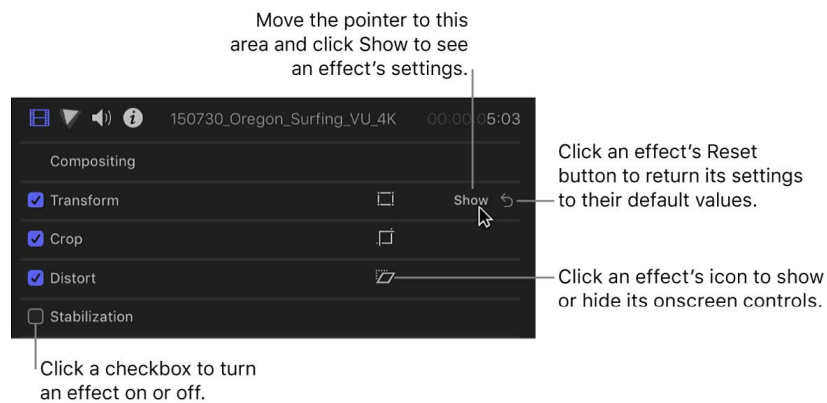 Move the pointer to this
area and click Show to see
an effect's settings.
150730_Oregon_Surfing_VU_4K 00:00:05:03
Compositing
Transform Show
Crop
Distort
Stabilization
Click an effect's Reset
button to return its settings
to their default values.
Click an effect's icon to show
or hide its onscreen controls.
Click a checkbox to turn
an effect on or off.